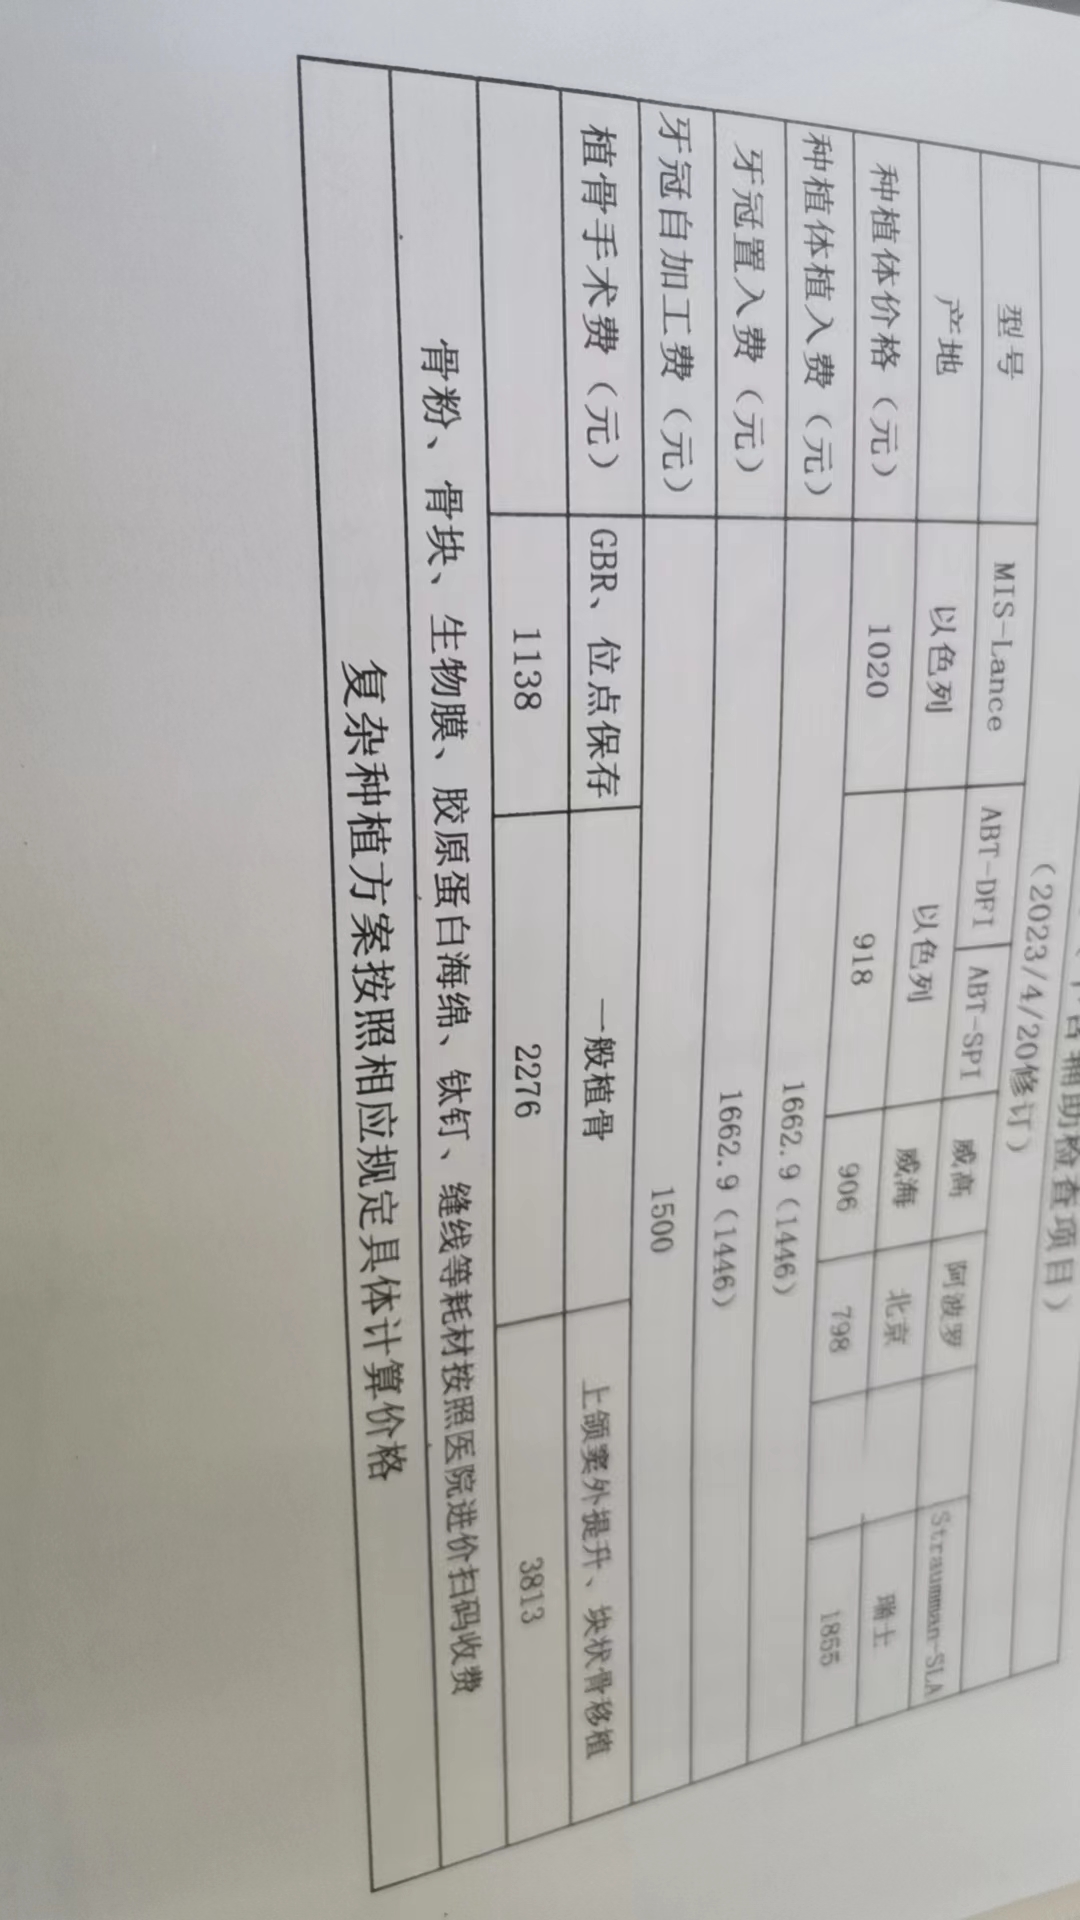 (不含辅助检查项目)
(2023/4/20修订)
型号 MIS-Lance ABT-DFI ABT-SPI 威高 阿波罗 Straumman-SLA
产地 以色列 以色列 威海 北京 瑞士
种植体价格(元) 1020 918 906 798 1855
种植体植入费(元) 1662.9(1446)
牙冠置入费(元) 1662.9(1446)
牙冠自加工费(元) 1500
植骨手术费(元) GBR、位点保存 一般植骨 上颌窦外提升、块状骨移植
1138 2276 3813
骨粉、骨块、生物膜、胶原蛋白海绵、钛钉、缝线等耗材按照医院进价扫码收费
复杂种植方案按照相应规定具体计算价格